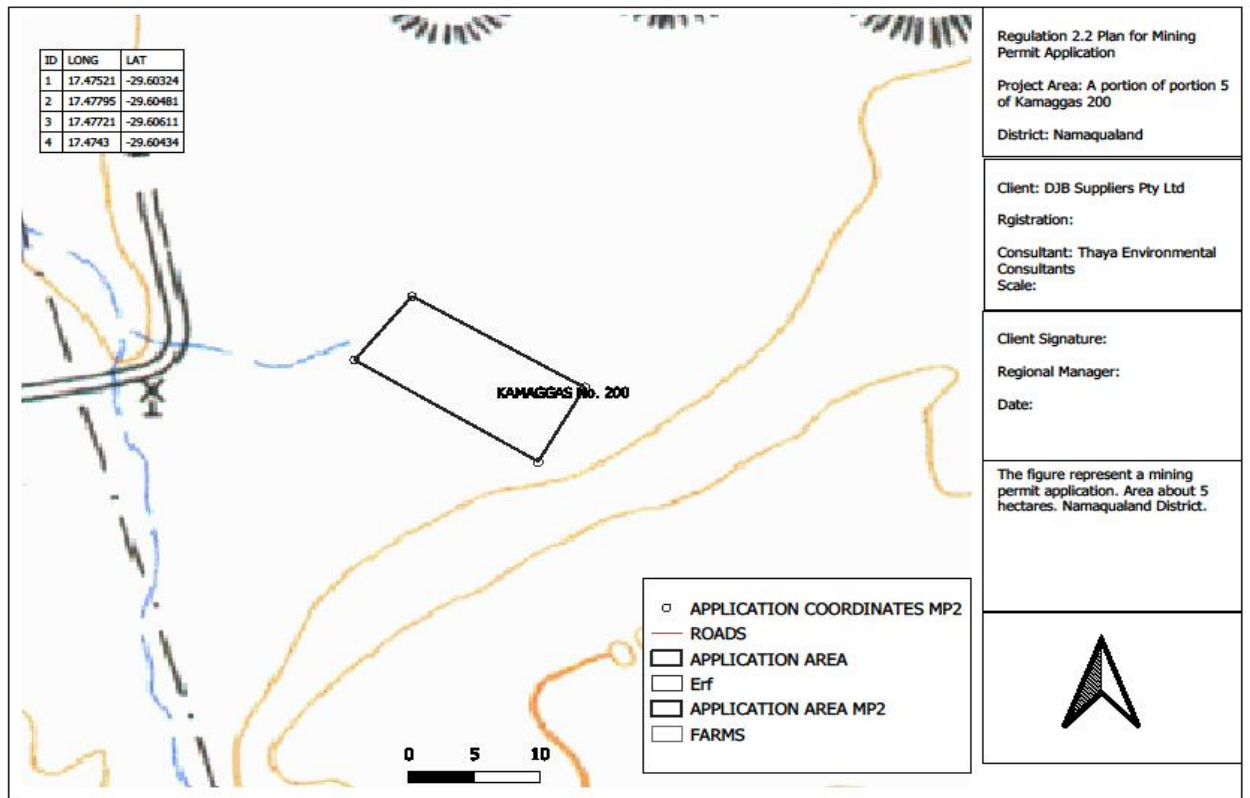 ID LONG LAT
1 17.47521 -29.60324
2 17.47795 -29.60481
3 17.47721 -29.60611
4 17.4743 -29.60434
KAMAGGAS No. 200
0 5 10
APPLICATION COORDINATES MP2
ROADS
APPLICATION AREA
Erf
APPLICATION AREA MP2
FARMS
Regulation 2.2 Plan for Mining
Permit Application
Project Area: A portion of portion 5
of Kamaggas 200
District: Namaqualand
Client: DJB Suppliers Pty Ltd
Rgistration:
Consultant: Thaya Environmental
Consultants
Scale:
Client Signature:
Regional Manager:
Date:
The figure represent a mining
permit application. Area about 5
hectares. Namaqualand District.